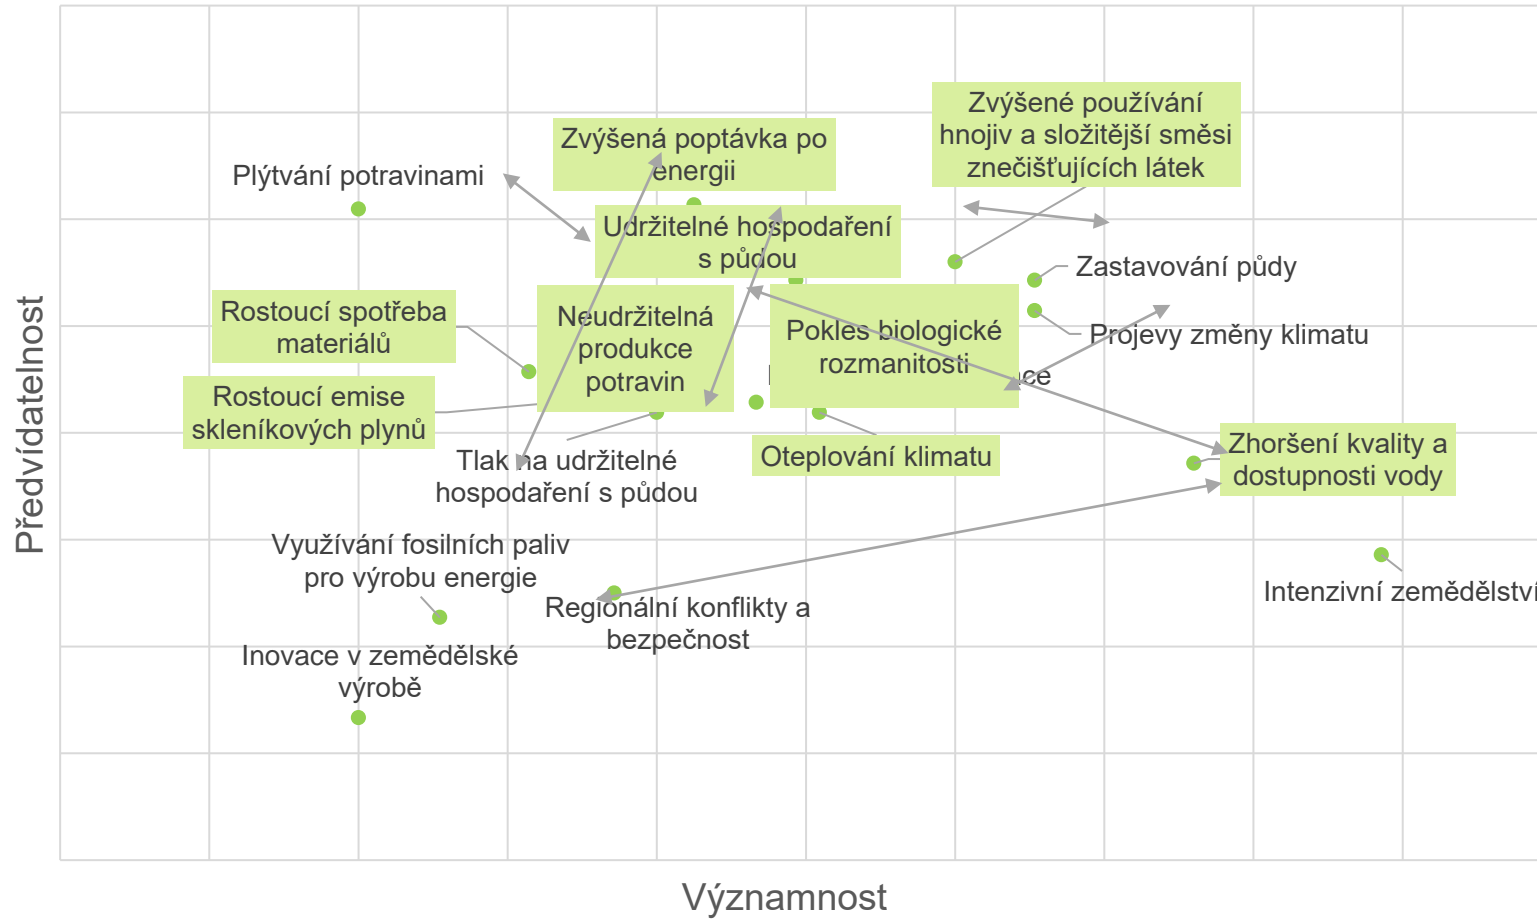 Zvýšené používání
hnojiv a složitější směsi
znečišťujících látek
Zvýšená poptávka po
energii
Plýtvání potravinami
Udržitelné hospodaření
s půdou
Zastavování půdy
Rostoucí spotřeba
materiálů
Neudržitelná
produkce
potravin
Pokles biologické
rozmanitosti
Projevy změny klimatu
Rostoucí emise
skleníkových plynů
Oteplování klimatu
Zhoršení kvality a
dostupnosti vody
Tlak na udržitelné
hospodaření s půdou
Využívání fosilních paliv
pro výrobu energie
Regionální konflikty a
bezpečnost
Intenzivní zemědělství
Inovace v zemědělské
výrobě
Předvídatelnost
Významnost